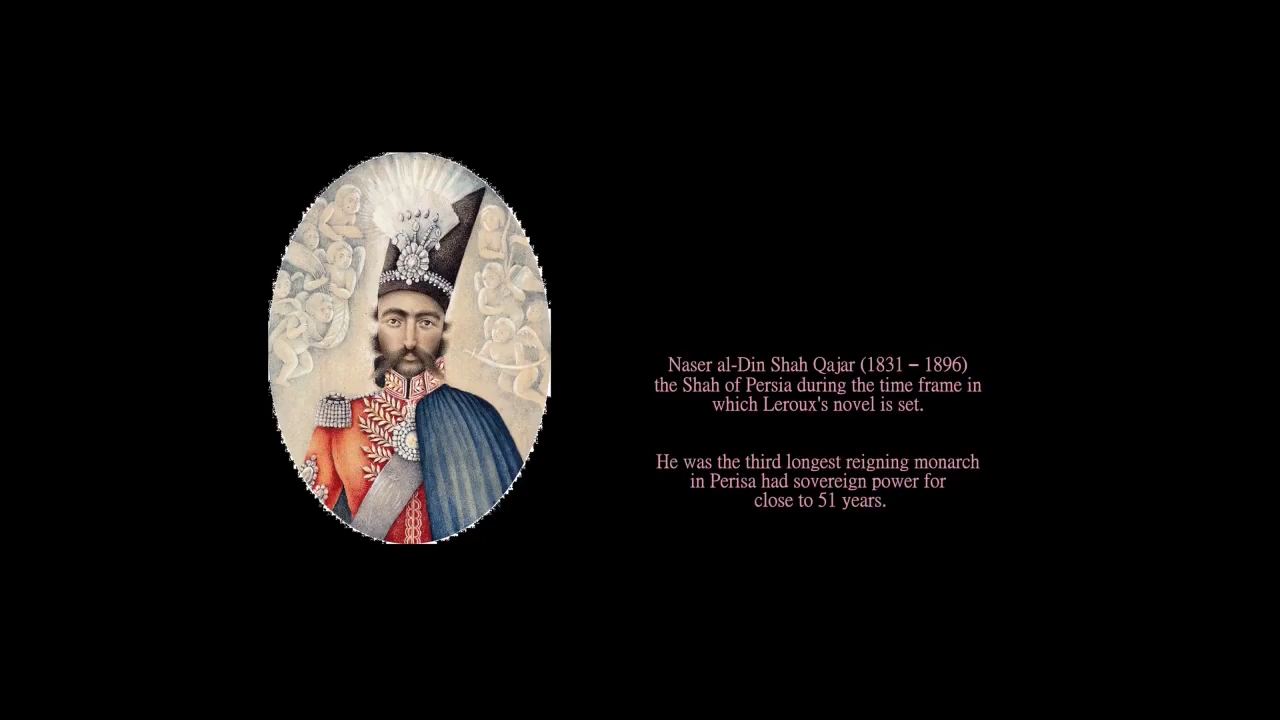 Naser al-Din Shah Qajar (1831 – 1896)
the Shah of Persia during the time frame in
which Leroux's novel is set.
He was the third longest reigning monarch
in Perisa had sovereign power for
close to 51 years.